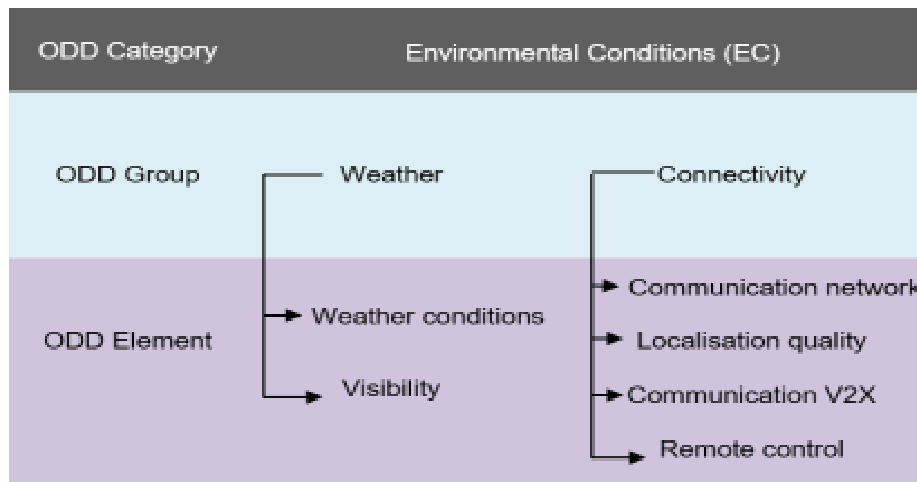 ODD Category
Environmental Conditions (EC)
ODD Group
Weather
Connectivity
ODD Element
Weather conditions
Visibility
Communication network
Localisation quality
Communication V2X
Remote control